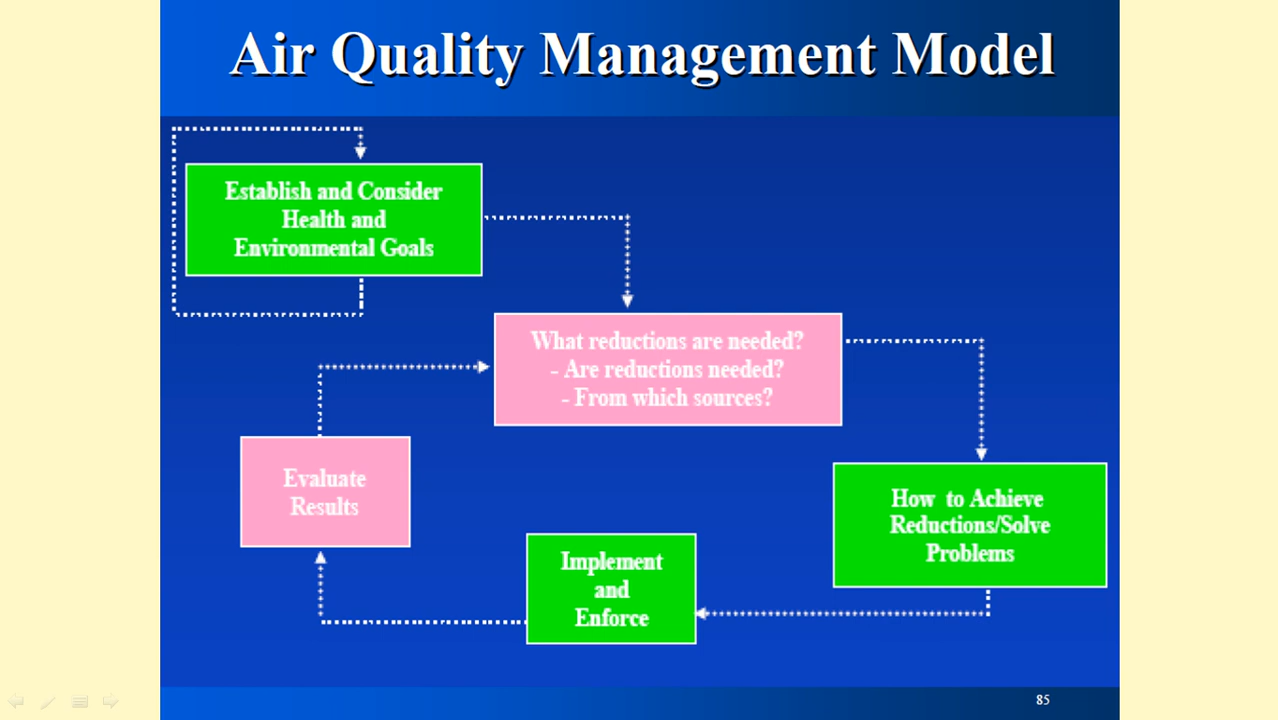 Air Quality Management Model
Establish and Consider
Health and
Environmental Goals
What reductions are needed?
- Are reductions needed?
- From which sources?
Evaluate
Results
How to Achieve
Reductions/Solve
Problems
Implement
and
Enforce
85